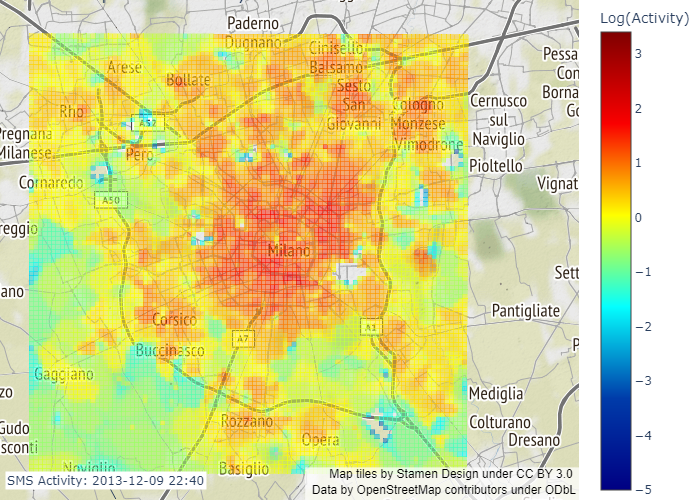 Paderno
Dugnano
Log(Activity)
Cinisello
Balsamo
Arese
Bollate
Sesto
San
Giovanni
Pessa
Con
Borna
Go
Rho
Cologno
Monzese
Cernusco
sul
Naviglio
A52
Pregnana
Milanese
Pero
Vimodrone
Pioltello
Cornaredo
Vignat
A50
reggio
Milano
Sett
ano
Pantigliate
Corsico
A7
A1
Buccinasco
P
Gaggiano
zo
Mediglia
Rozzano
Colturano
Gudo
sconti
Opera
Dresano
Noviglio
Basiglio
SMS Activity: 2013-12-09 22:40
Map tiles by Stamen Design under CC BY 3.0
Data by OpenStreetMap contributors under ODbL
3
2
1
0
−1
−2
−3
−4
−5